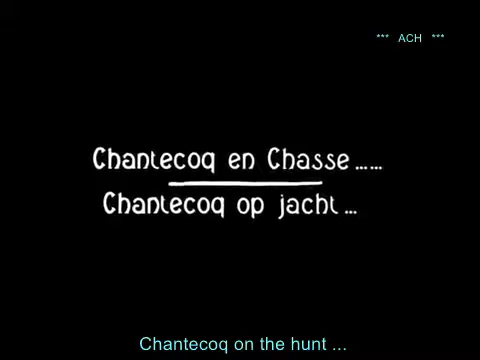 *** ACH ***
Chantecoq en Chasse ......
Chantecoq op jacht ...
Chantecoq on the hunt ...